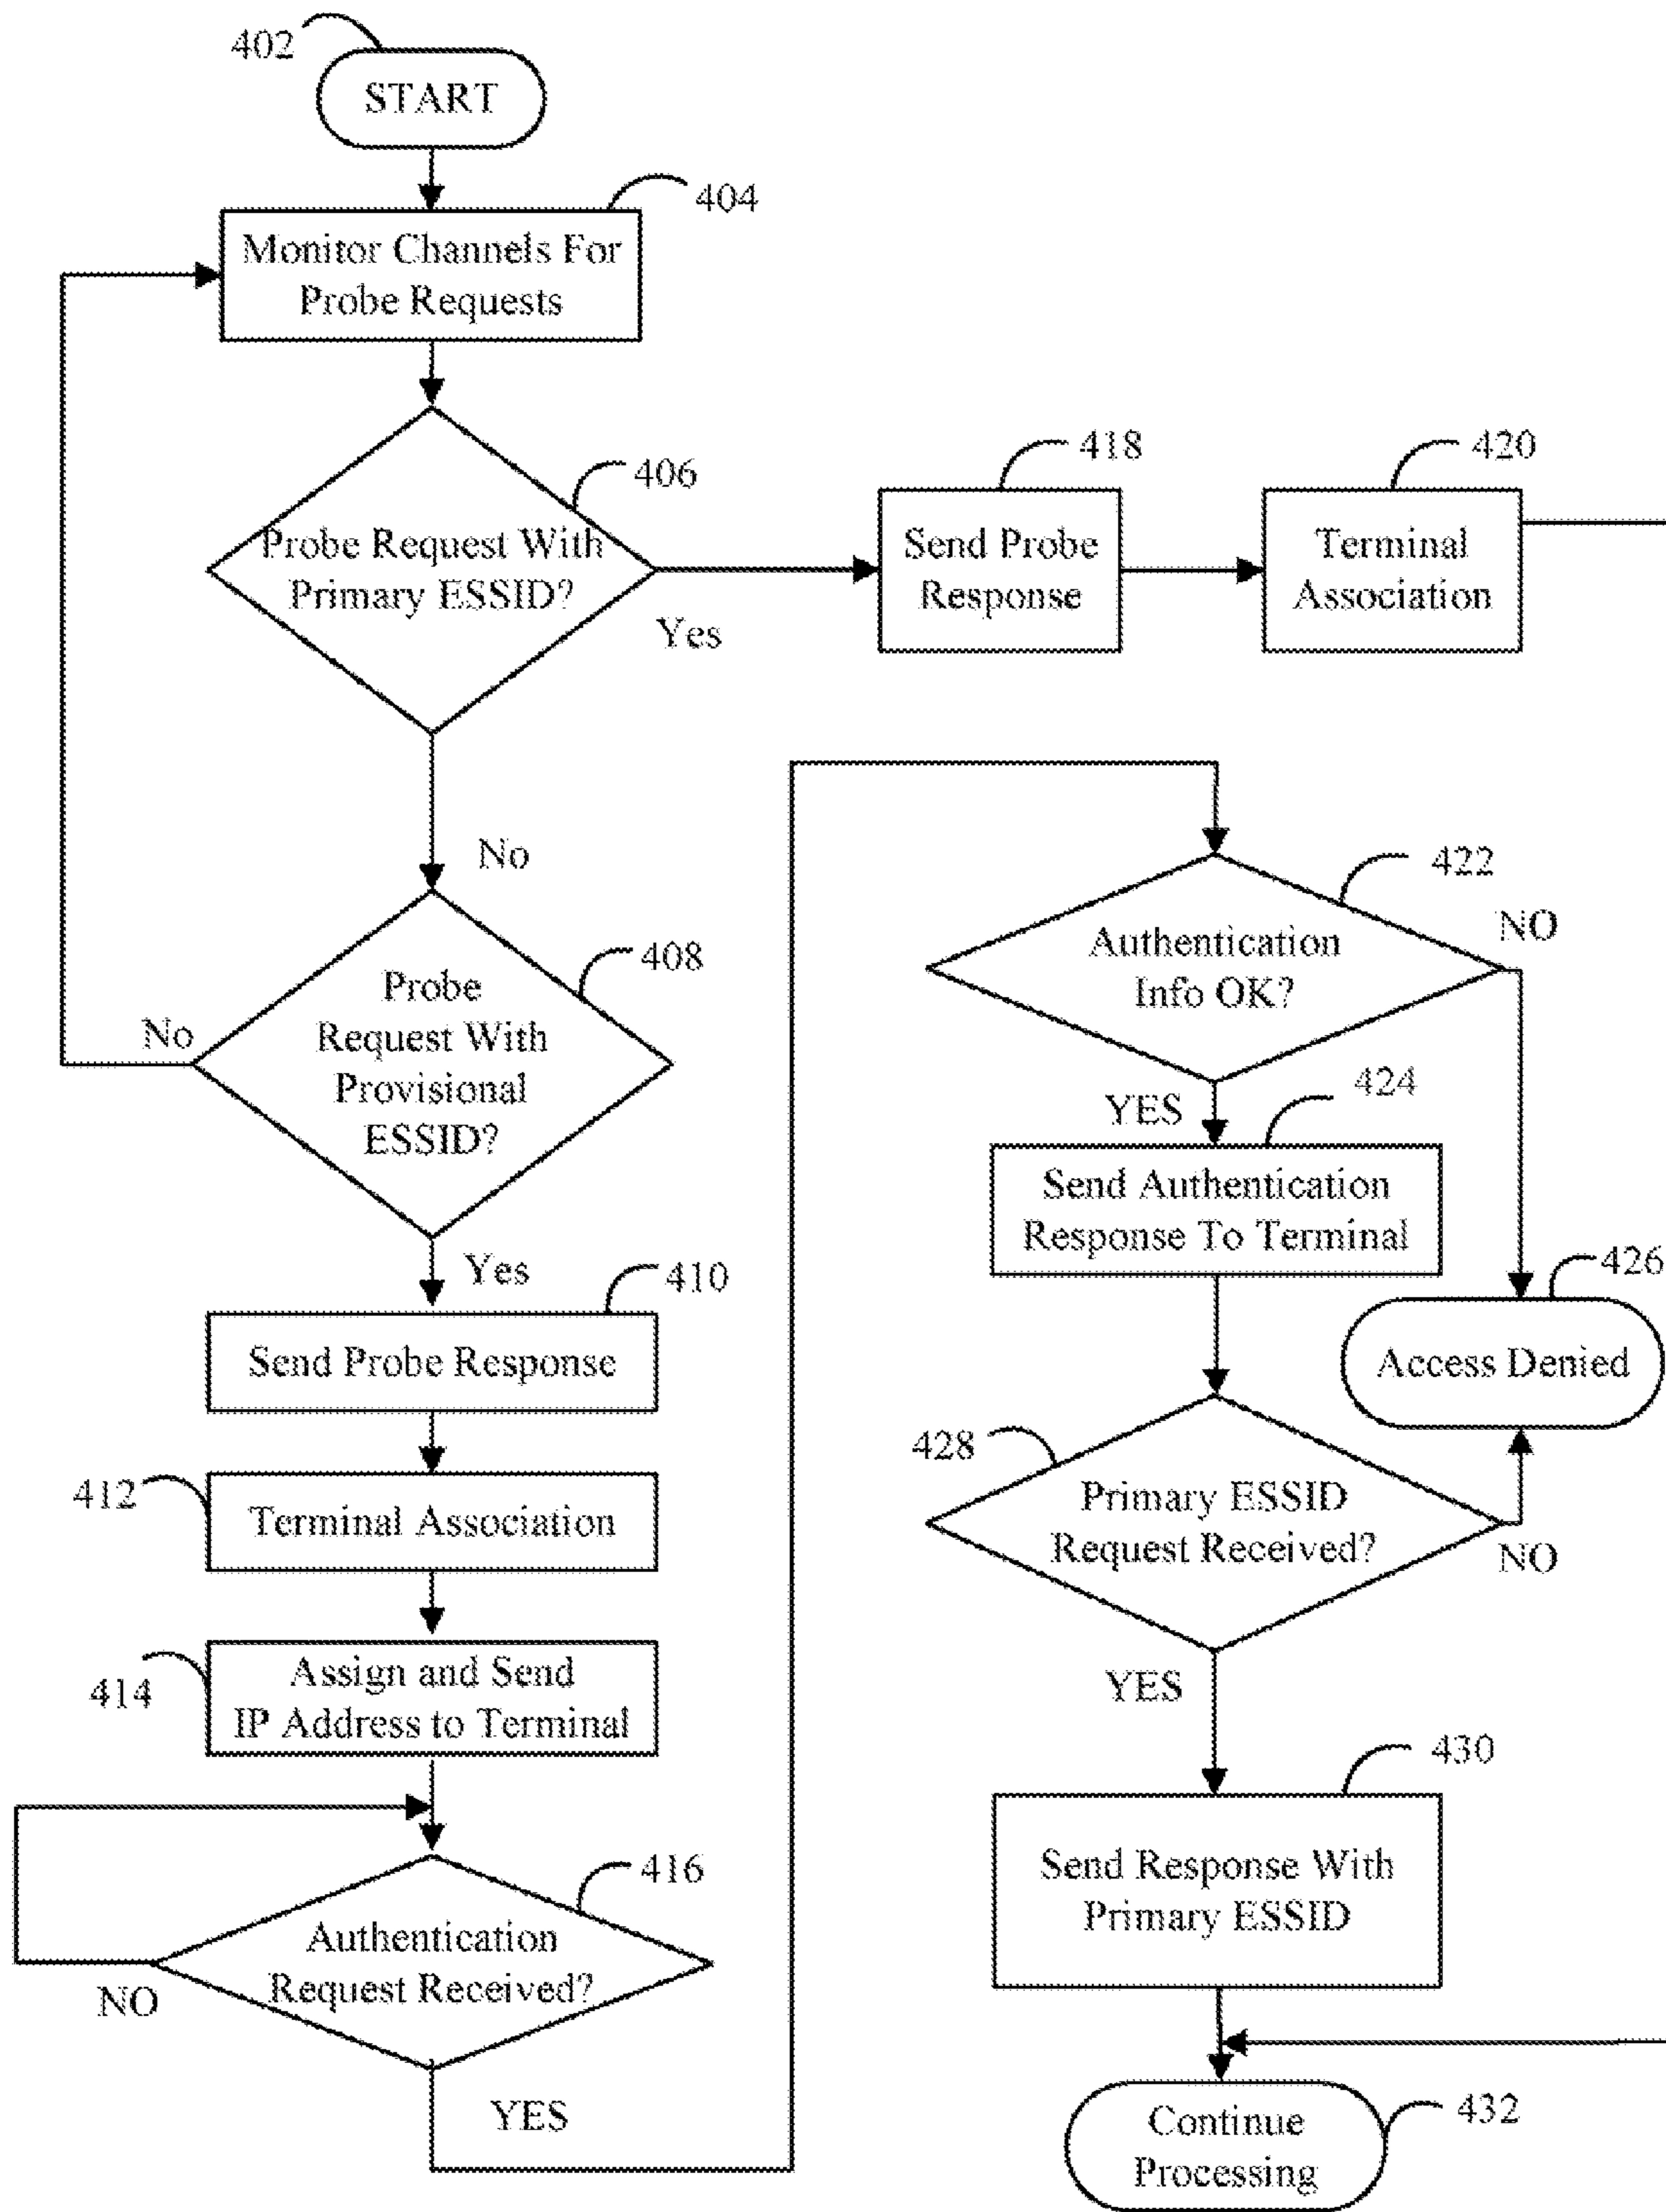 402
START
404
Monitor Channels For
Probe Requests
406
Probe Request With
Primary ESSID?
Yes
418
Send Probe
Response
420
Terminal
Association
No
408
Probe
Request With
Provisional
ESSID?
No
Yes
410
Send Probe Response
412
Terminal Association
414
Assign and Send
IP Address to Terminal
416
Authentication
Request Received?
NO
YES
422
Authentication
Info OK?
NO
YES
424
Send Authentication
Response To Terminal
426
Access Denied
428
Primary ESSID
Request Received?
NO
YES
430
Send Response With
Primary ESSID
432
Continue
Processing